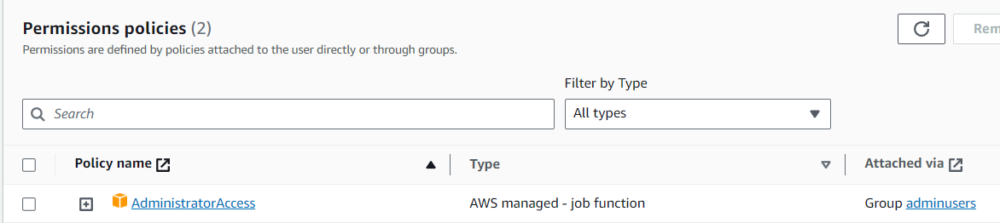 Permissions policies (2)
Permissions are defined by policies attached to the user directly or through groups.
Filter by Type
Search
All types
Policy name
Type
Attached via
AdministratorAccess
AWS managed - job function
Group adminusers